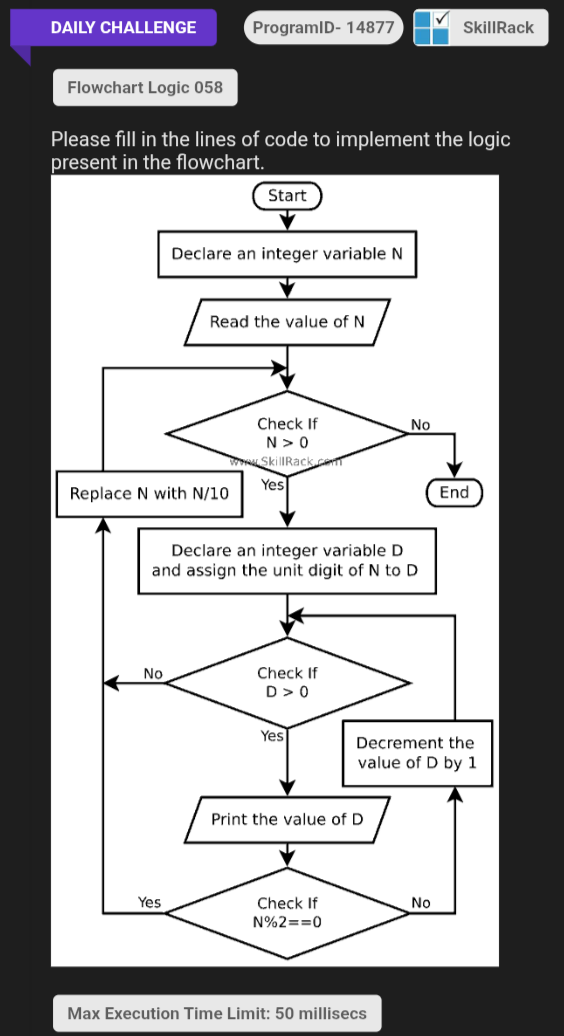 DAILY CHALLENGE
ProgramID- 14877
SkillRack
Flowchart Logic 058
Please fill in the lines of code to implement the logic
present in the flowchart.
Start
Declare an integer variable N
Read the value of N
Check If
N > 0
No
www.SkillRack.com
Yes
End
Replace N with N/10
Declare an integer variable D
and assign the unit digit of N to D
No
Check If
D > 0
Yes
Decrement the
value of D by 1
Print the value of D
Yes
Check If
N%2==0
No
Max Execution Time Limit: 50 millisecs